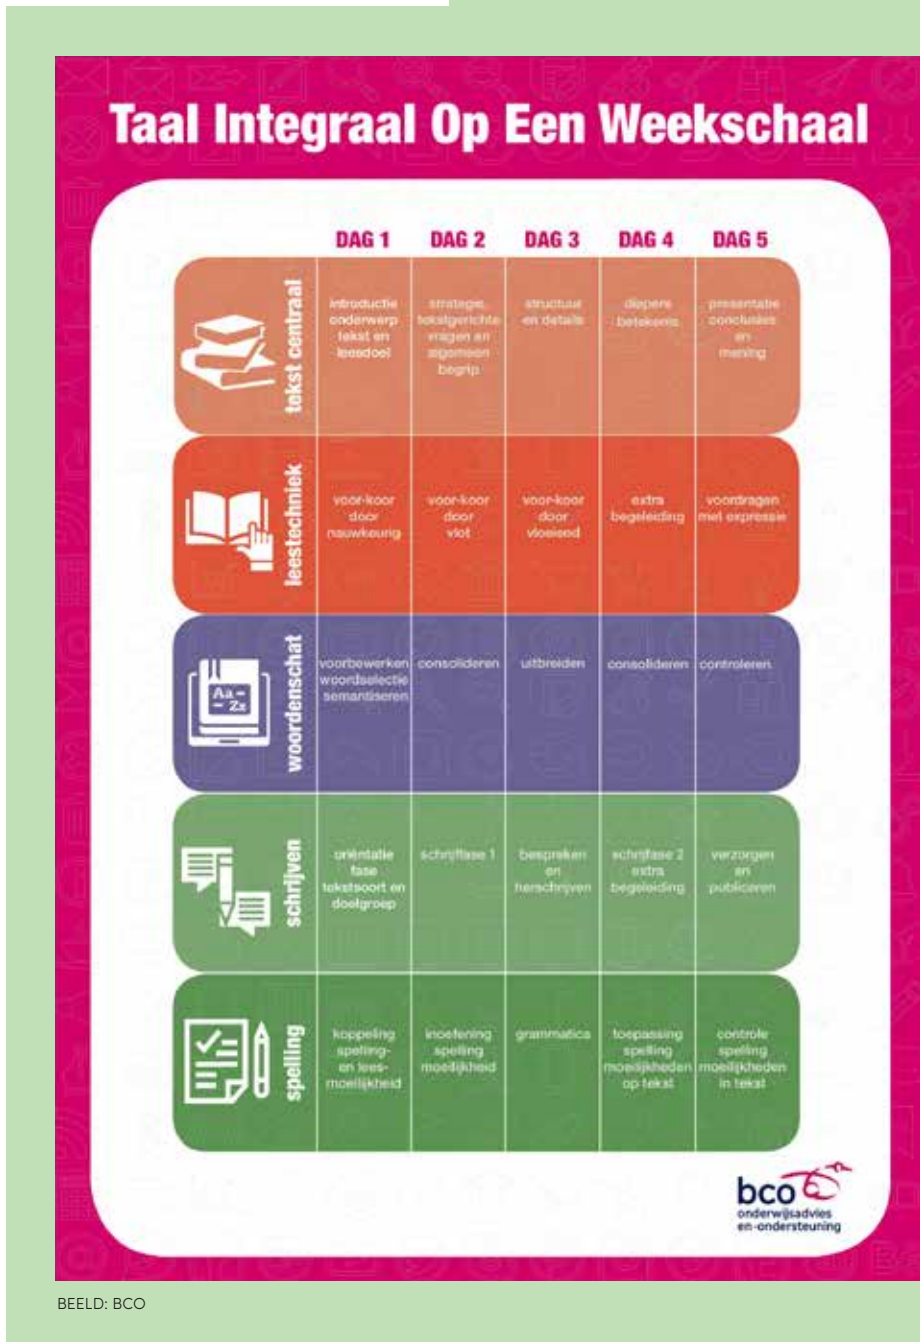 Taal Integraal Op Een Weekschaal
DAG 1 DAG 2 DAG 3 DAG 4 DAG 5
tekst centraal
introductie
onderwerp
tekst en
leesdoel
strategie,
tekstgerichte
vragen en
algemeen
begrip
structuur
en details
diepere
betekenis
presentatie
conclusies
en
mening
leestechniek
voor-koor
door
nauwkeurig
voor-koor
door
vlot
voor-koor
door
vloeiend
extra
begeleiding
voordragen
met expressie
woordenschat
Aa -
- Zz
voorbewerken
woordselectie
semantiseren
consolideren
uitbreiden
consolideren
controleren
schrijven
oriëntatie
fase
tekstsoort en
doelgroep
schrijffase 1
bespreken
en
herschrijven
schrijfase 2
extra
begeleiding
verzorgen
en
publiceren
spelling
koppeling
spelling-
en lees-
moeilijkheid
inoefening
spelling
moeilijkheid
grammatica
toepassing
spelling
moeilijkheden
op tekst
controle
spelling
moeilijkheden
in tekst
bco
onderwijsadvies
en-ondersteuning
BEELD: BCO